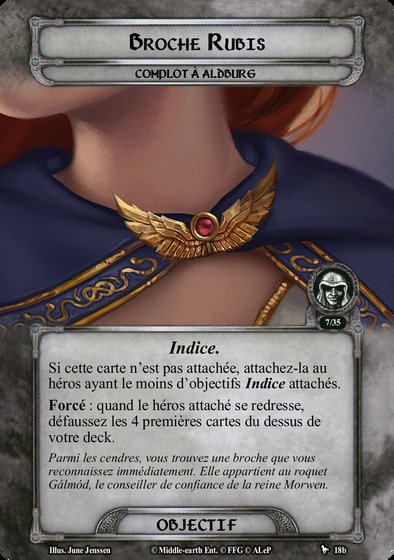 Broche Rubis
Complot à Aldburg
7/35
Indice.
Si cette carte n'est pas attachée, attachez-la au
héros ayant le moins d'objectifs Indice attachés.
Forcé : quand le héros attaché se redresse,
défaussez les 4 premières cartes du dessus de
votre deck.
Parmi les cendres, vous trouvez une broche que vous
reconnaissez immédiatement. Elle appartient au roquet
Gálmód, le conseiller de confiance de la reine Morwen.
OBJECTIF
Illus. June Jenssen © Middle-earth Ent. © FFG © ALeP 18b